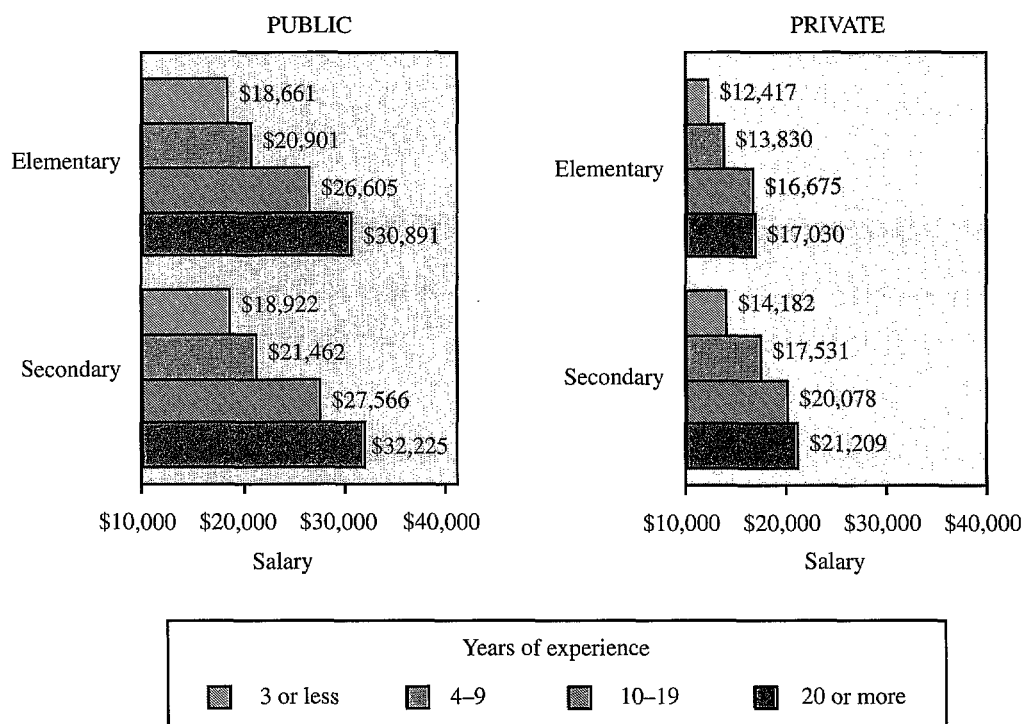 PUBLIC
Elementary
$18,661
$20,901
$26,605
$30,891
Secondary
$18,922
$21,462
$27,566
$32,225
$10,000 $20,000 $30,000 $40,000
Salary
PRIVATE
Elementary
$12,417
$13,830
$16,675
$17,030
Secondary
$14,182
$17,531
$20,078
$21,209
$10,000 $20,000 $30,000 $40,000
Salary
Years of experience
3 or less 4–9 10–19 20 or more